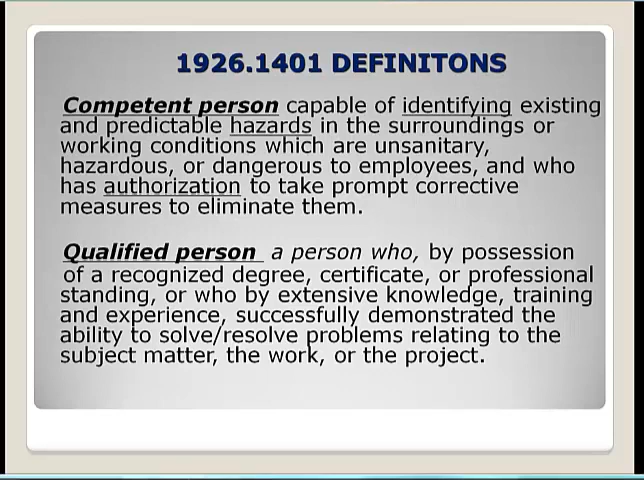 1926.1401 DEFINITONS
Competent person capable of identifying existing
and predictable hazards in the surroundings or
working conditions which are unsanitary,
hazardous, or dangerous to employees, and who
has authorization to take prompt corrective
measures to eliminate them.
Qualified person a person who, by possession
of a recognized degree, certificate, or professional
standing, or who by extensive knowledge, training
and experience, successfully demonstrated the
ability to solve/resolve problems relating to the
subject matter, the work, or the project.